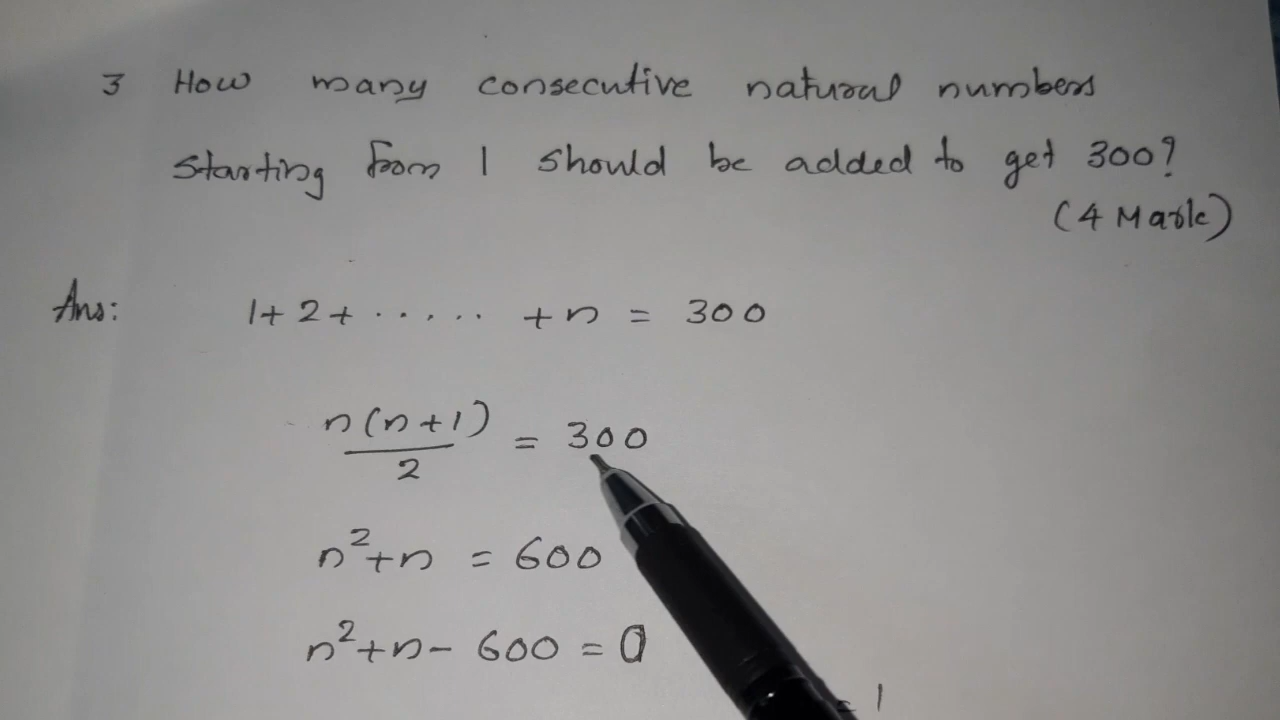 3 How many consecutive natural numbers
starting from 1 should be added to get 300?
(4 Mark)
Ans: 1+2+...... +n = 300
n(n+1)/2 = 300
n²+n = 600
n²+n- 600 = 0
= 1